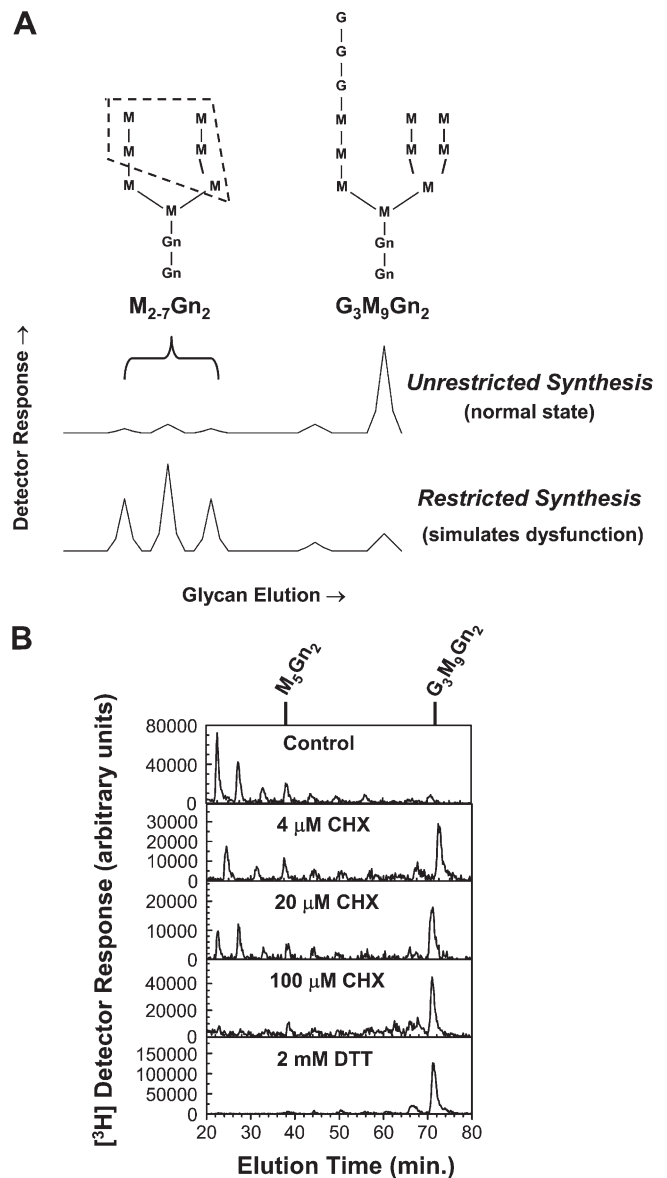 A
G
G
G
M M M M M
M M M M M
M M M M
M M
Gn Gn
Gn Gn
M₂₋₇Gn₂ G₃M₉Gn₂
Detector Response →
Unrestricted Synthesis
(normal state)
Restricted Synthesis
(simulates dysfunction)
Glycan Elution →
B
M₅Gn₂ G₃M₉Gn₂
[³H] Detector Response (arbitrary units)
80000
40000
0
Control
30000
20000
10000
0
4 µM CHX
20000
10000
0
20 µM CHX
40000
20000
0
100 µM CHX
150000
100000
50000
0
2 mM DTT
20 30 40 50 60 70 80
Elution Time (min.)